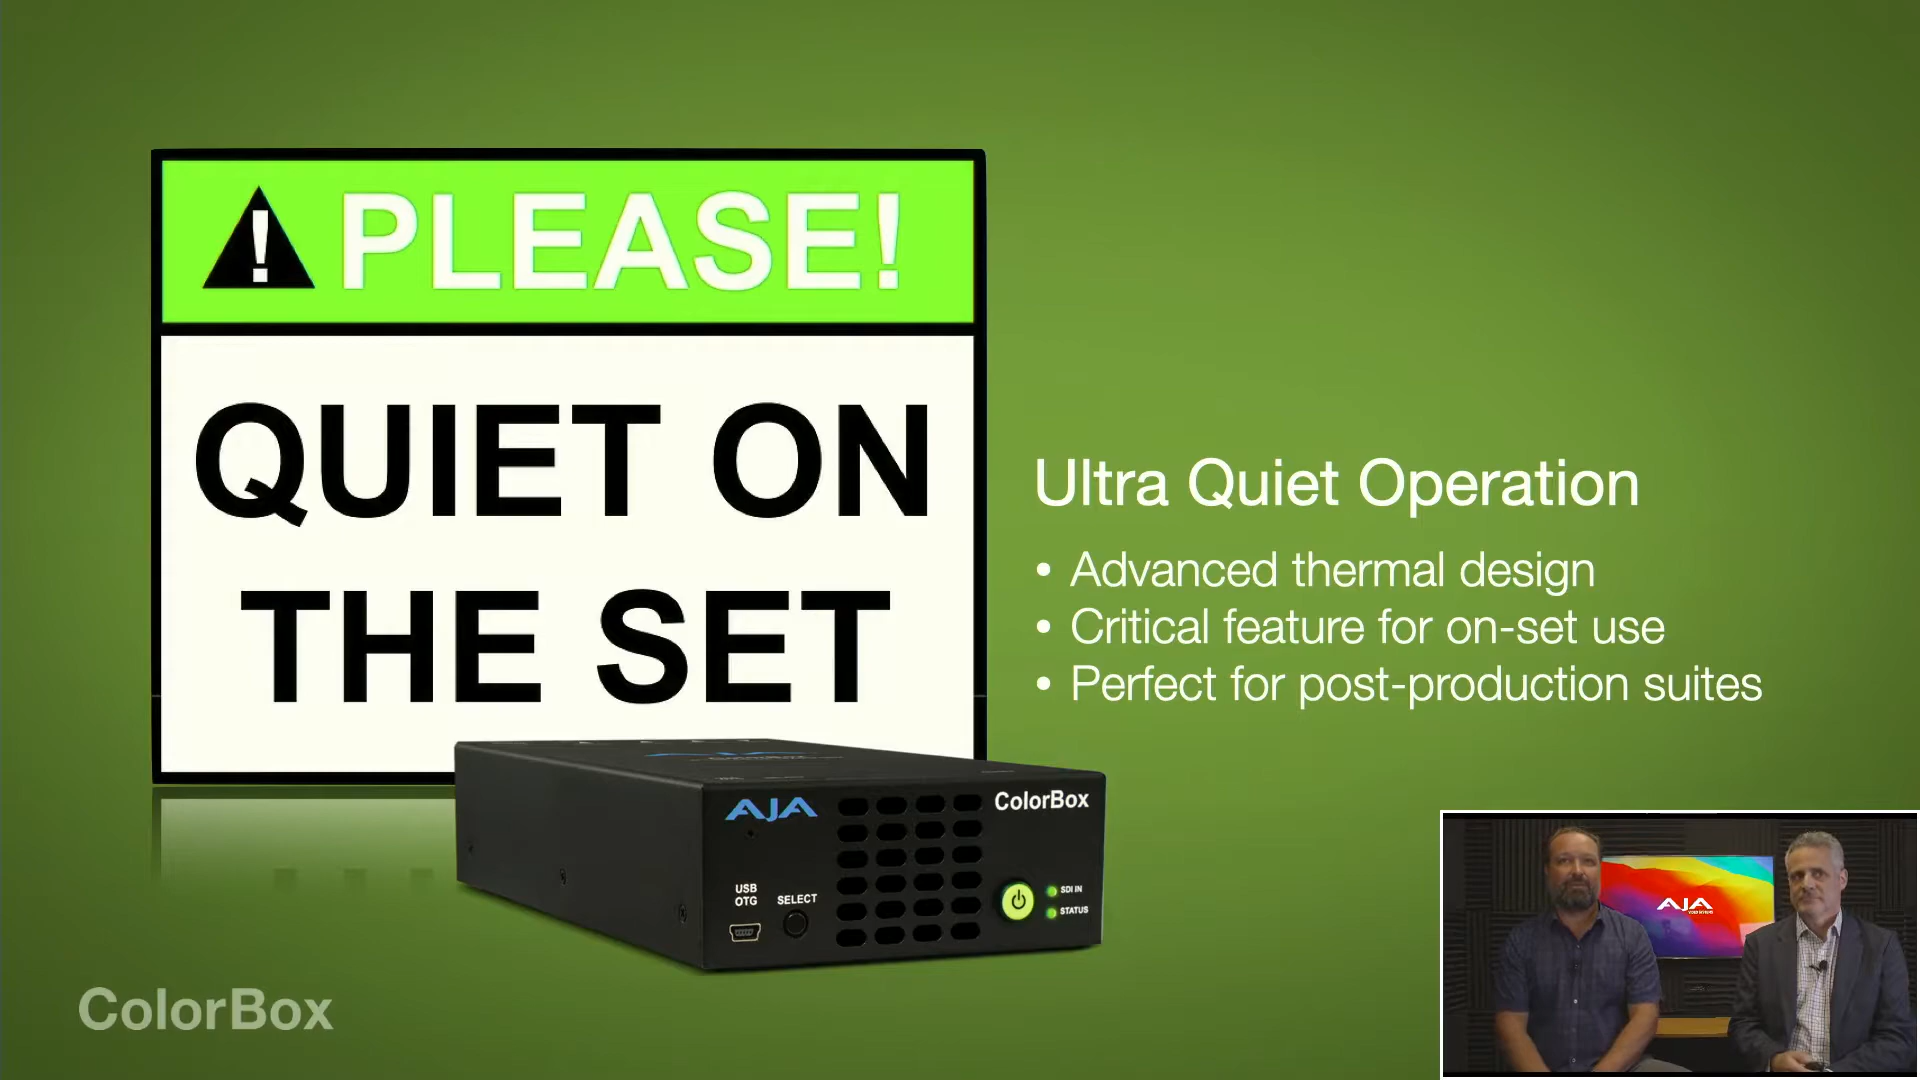 ! PLEASE!
QUIET ON
THE SET
Ultra Quiet Operation
• Advanced thermal design
• Critical feature for on-set use
• Perfect for post-production suites
AJA
ColorBox
USB
OTG
SELECT
SDI IN
STATUS
ColorBox
AJA